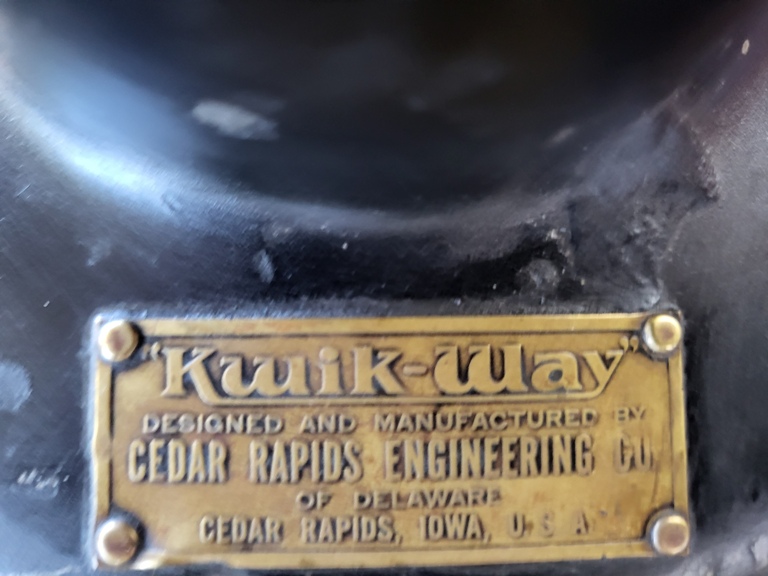 "Kwik-Way"
DESIGNED AND MANUFACTURED BY
CEDAR RAPIDS ENGINEERING CO
OF DELAWARE
CEDAR RAPIDS, IOWA, U. S. A.